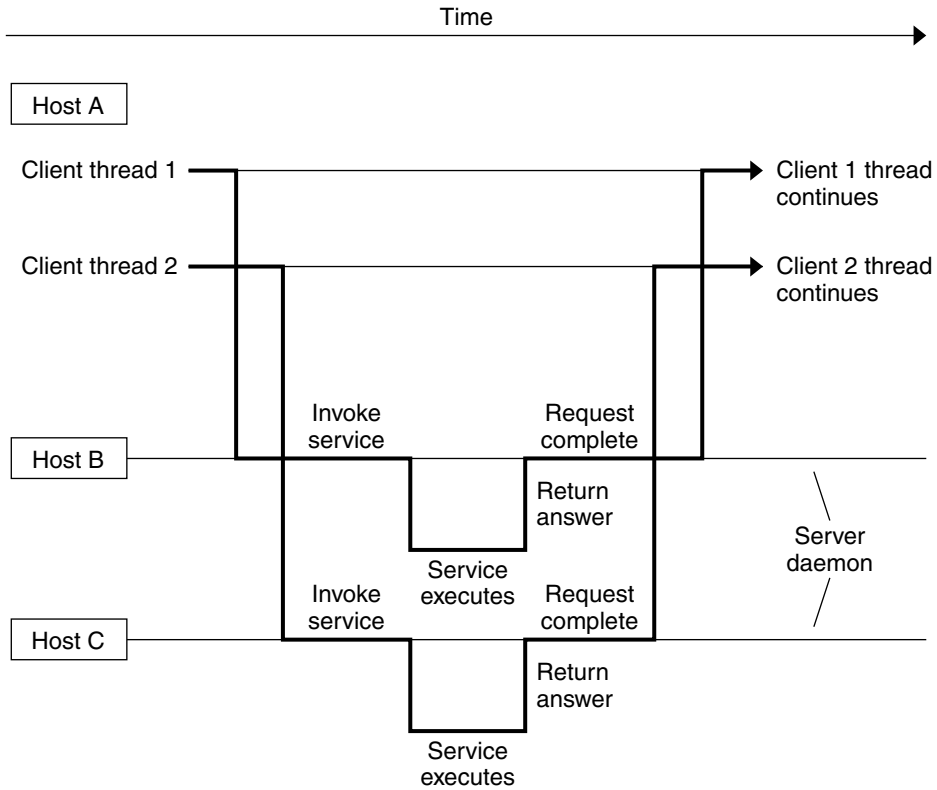 Time
Host A
Client thread 1
Client 1 thread
continues
Client thread 2
Client 2 thread
continues
Invoke
service
Request
complete
Host B
Return
answer
Service
executes
Server
daemon
Invoke
service
Request
complete
Host C
Return
answer
Service
executes